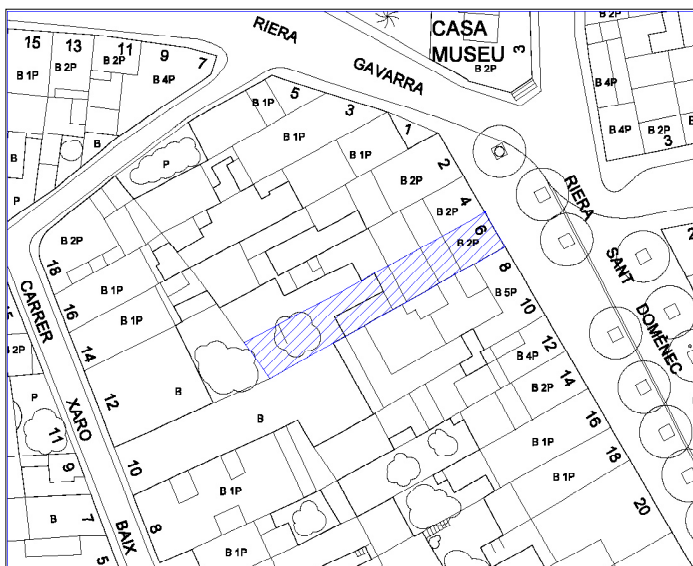 RIERA
GAVARRA
CASA
MUSEU
B 2P
3
15
13
11
9
7
B 1P
B 2P
B 2P
B 4P
B
B
P
B 2P
B 4P
B 4P
B 2P
3
5
3
1
B 1P
B 1P
B 1P
P
2
B 2P
4
B 2P
6
B 2P
8
B 5P
10
12
B 4P
14
B 2P
16
B 1P
18
B 1P
20
RIERA
SANT
DOMÈNEC
B 2P
18
B 1P
16
B 1P
14
12
B
10
B
B 1P
8
B 1P
CARRER
XARO
BAIX
2P
P
11
9
B
7
5